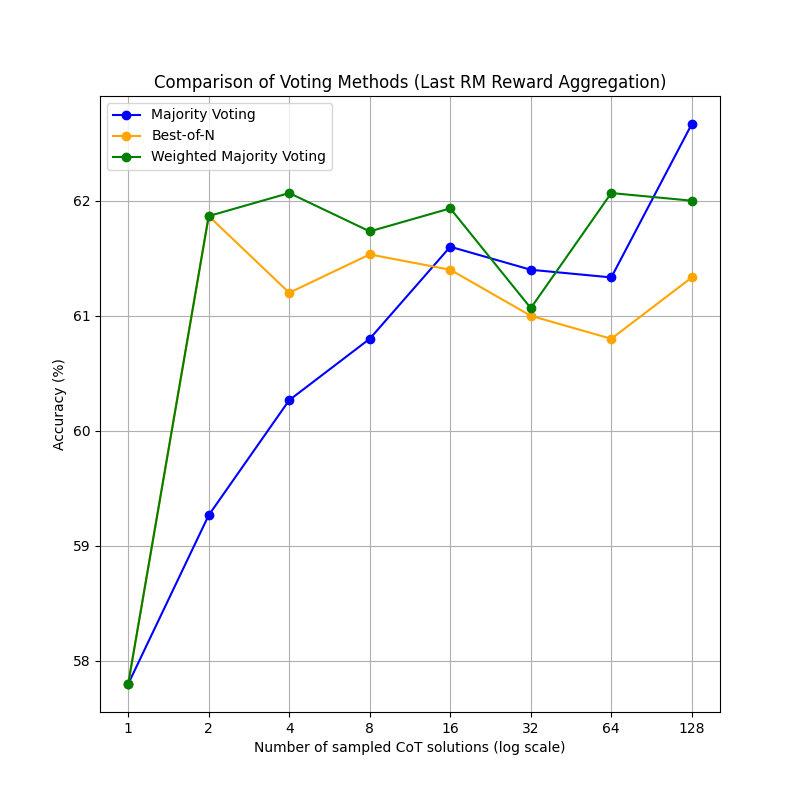 Comparison of Voting Methods (Last RM Reward Aggregation)
Majority Voting
Best-of-N
Weighted Majority Voting
62
61
60
59
58
Accuracy (%)
1 2 4 8 16 32 64 128
Number of sampled CoT solutions (log scale)